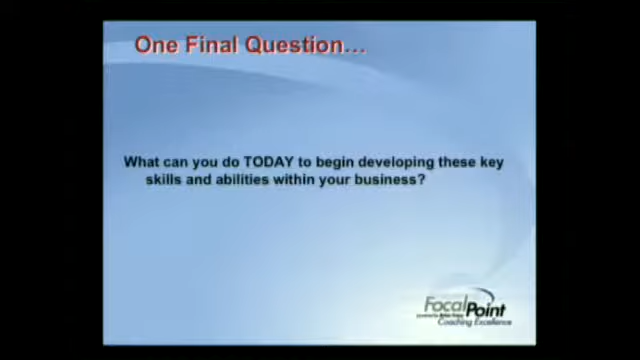 One Final Question...
What can you do TODAY to begin developing these key
skills and abilities within your business?
FocalPoint
Coaching Excellence